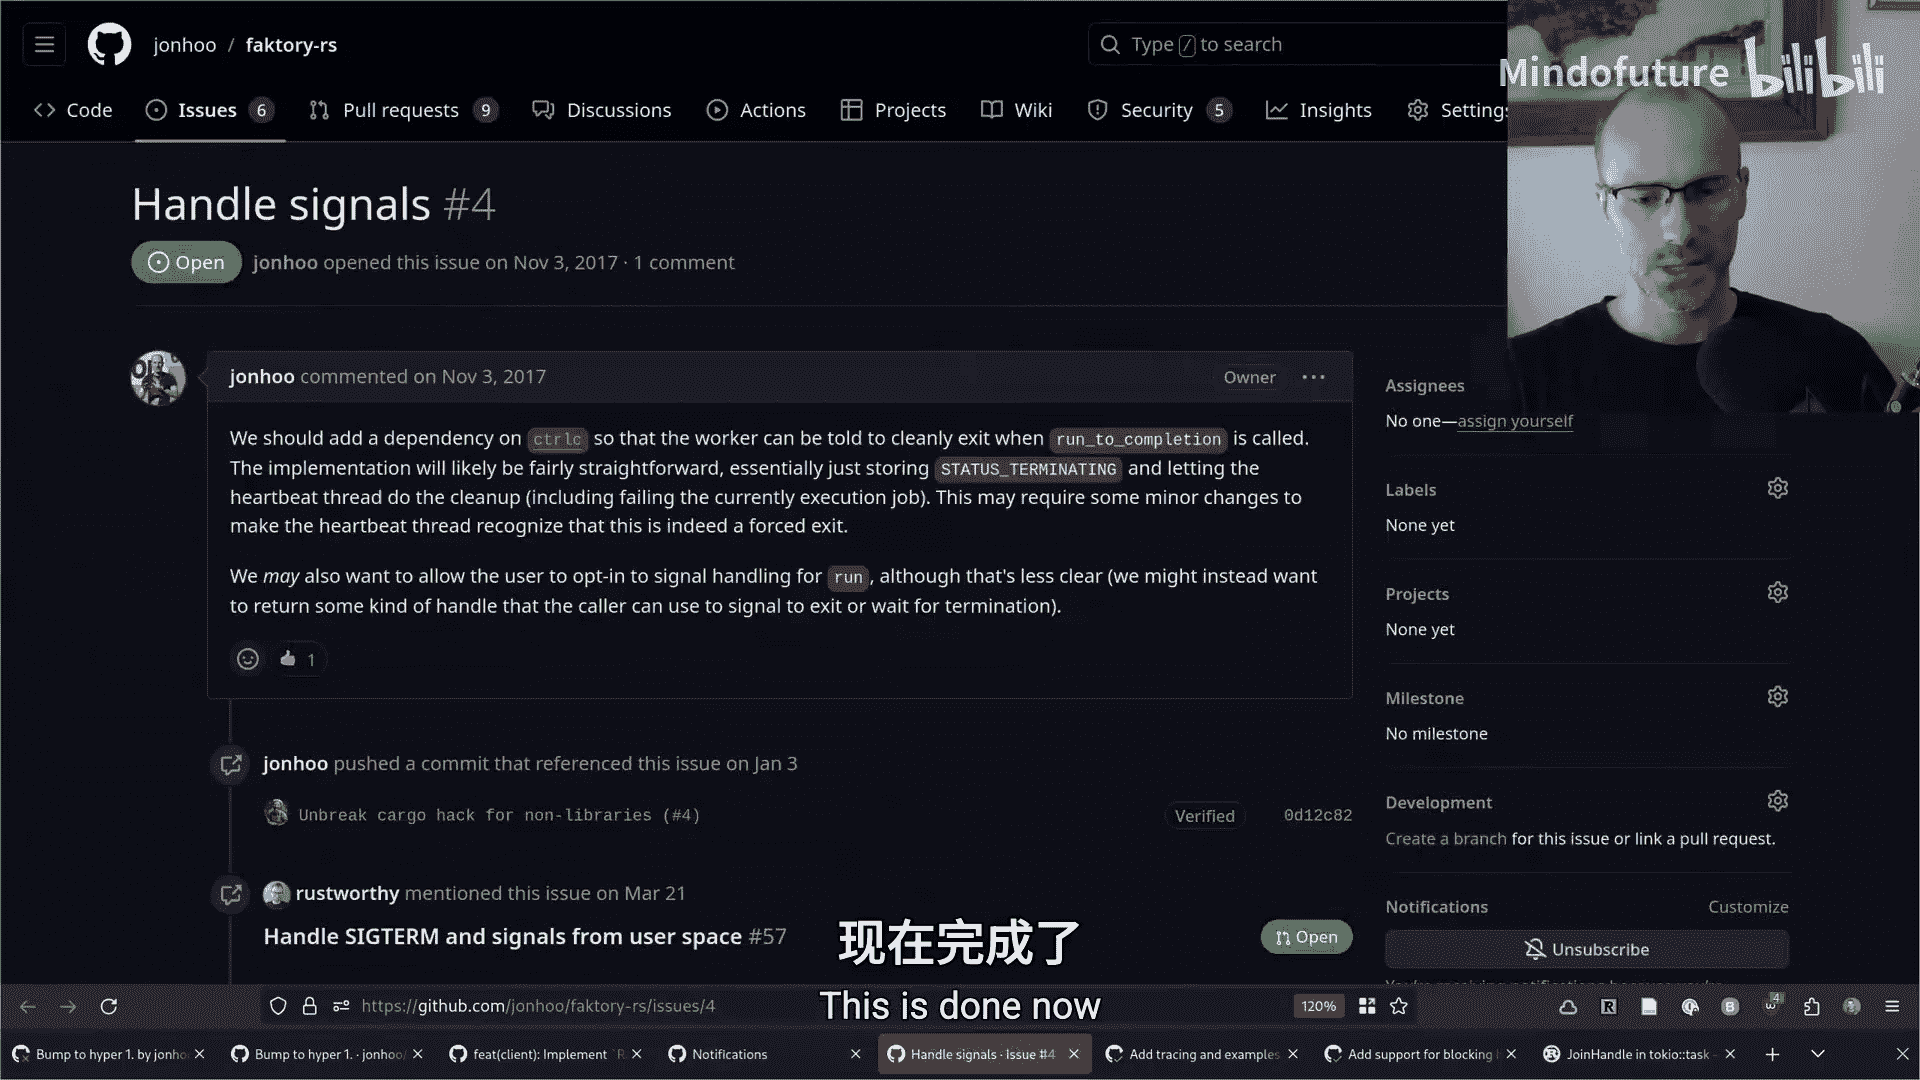 jonhoo / faktory-rs
Type / to search
Mindofuture bilibili
Code
Issues 6
Pull requests 9
Discussions
Actions
Projects
Wiki
Security 5
Insights
Settings
Handle signals #4
Open
jonhoo opened this issue on Nov 3, 2017 · 1 comment
jonhoo commented on Nov 3, 2017
Owner
We should add a dependency on ctrlc so that the worker can be told to cleanly exit when run_to_completion is called.
The implementation will likely be fairly straightforward, essentially just storing STATUS_TERMINATING and letting the
heartbeat thread do the cleanup (including failing the currently execution job). This may require some minor changes to
make the heartbeat thread recognize that this is indeed a forced exit.
We may also want to allow the user to opt-in to signal handling for run, although that's less clear (we might instead want
to return some kind of handle that the caller can use to signal to exit or wait for termination).
1
jonhoo pushed a commit that referenced this issue on Jan 3
Unbreak cargo hack for non-libraries (#4)
Verified
0d12c82
rustworthy mentioned this issue on Mar 21
Handle SIGTERM and signals from user space #57
Open
Assignees
No one—assign yourself
Labels
None yet
Projects
None yet
Milestone
No milestone
Development
Create a branch for this issue or link a pull request.
Notifications
Customize
Unsubscribe
现在完成了
This is done now
https://github.com/jonhoo/faktory-rs/issues/4
120%
4
Bump to hyper 1. by jonho
Bump to hyper 1. · jonhoo/
feat(client): Implement `R
Notifications
Handle signals · Issue #4
Add tracing and examples
Add support for blocking
JoinHandle in tokio::task -